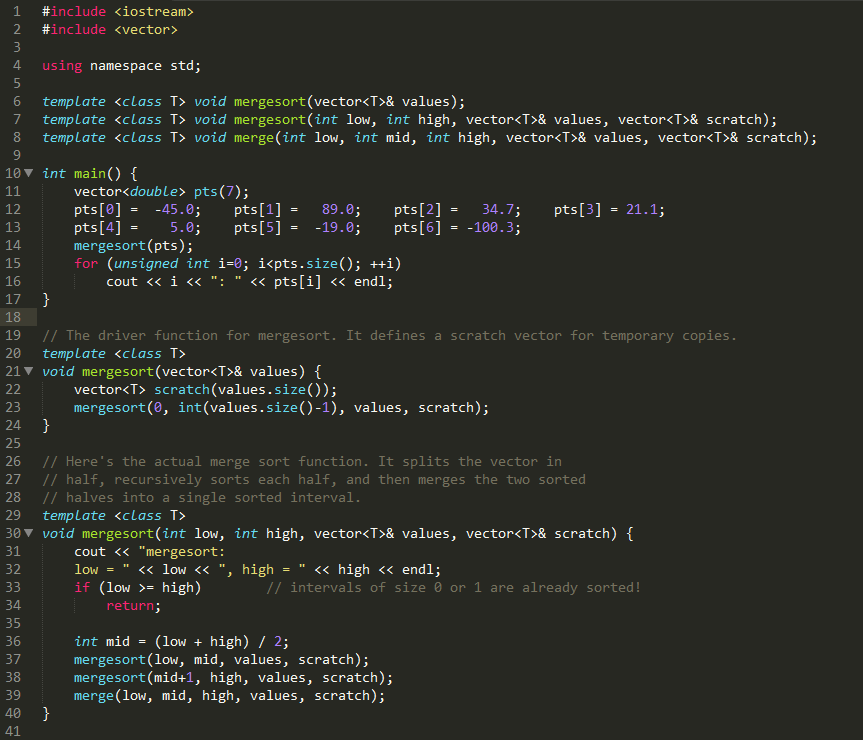 1 #include <iostream>
2 #include <vector>
3
4 using namespace std;
5
6 template <class T> void mergesort(vector<T>& values);
7 template <class T> void mergesort(int low, int high, vector<T>& values, vector<T>& scratch);
8 template <class T> void merge(int low, int mid, int high, vector<T>& values, vector<T>& scratch);
9
10 int main() {
11     vector<double> pts(7);
12     pts[0] =  -45.0;    pts[1] =   89.0;    pts[2] =   34.7;    pts[3] = 21.1;
13     pts[4] =    5.0;    pts[5] =  -19.0;    pts[6] = -100.3;
14     mergesort(pts);
15     for (unsigned int i=0; i<pts.size(); ++i)
16         cout << i << ": " << pts[i] << endl;
17 }
18
19 // The driver function for mergesort. It defines a scratch vector for temporary copies.
20 template <class T>
21 void mergesort(vector<T>& values) {
22     vector<T> scratch(values.size());
23     mergesort(0, int(values.size()-1), values, scratch);
24 }
25
26 // Here's the actual merge sort function. It splits the vector in
27 // half, recursively sorts each half, and then merges the two sorted
28 // halves into a single sorted interval.
29 template <class T>
30 void mergesort(int low, int high, vector<T>& values, vector<T>& scratch) {
31     cout << "mergesort:
32     low = " << low << ", high = " << high << endl;
33     if (low >= high)        // intervals of size 0 or 1 are already sorted!
34         return;
35
36     int mid = (low + high) / 2;
37     mergesort(low, mid, values, scratch);
38     mergesort(mid+1, high, values, scratch);
39     merge(low, mid, high, values, scratch);
40 }
41